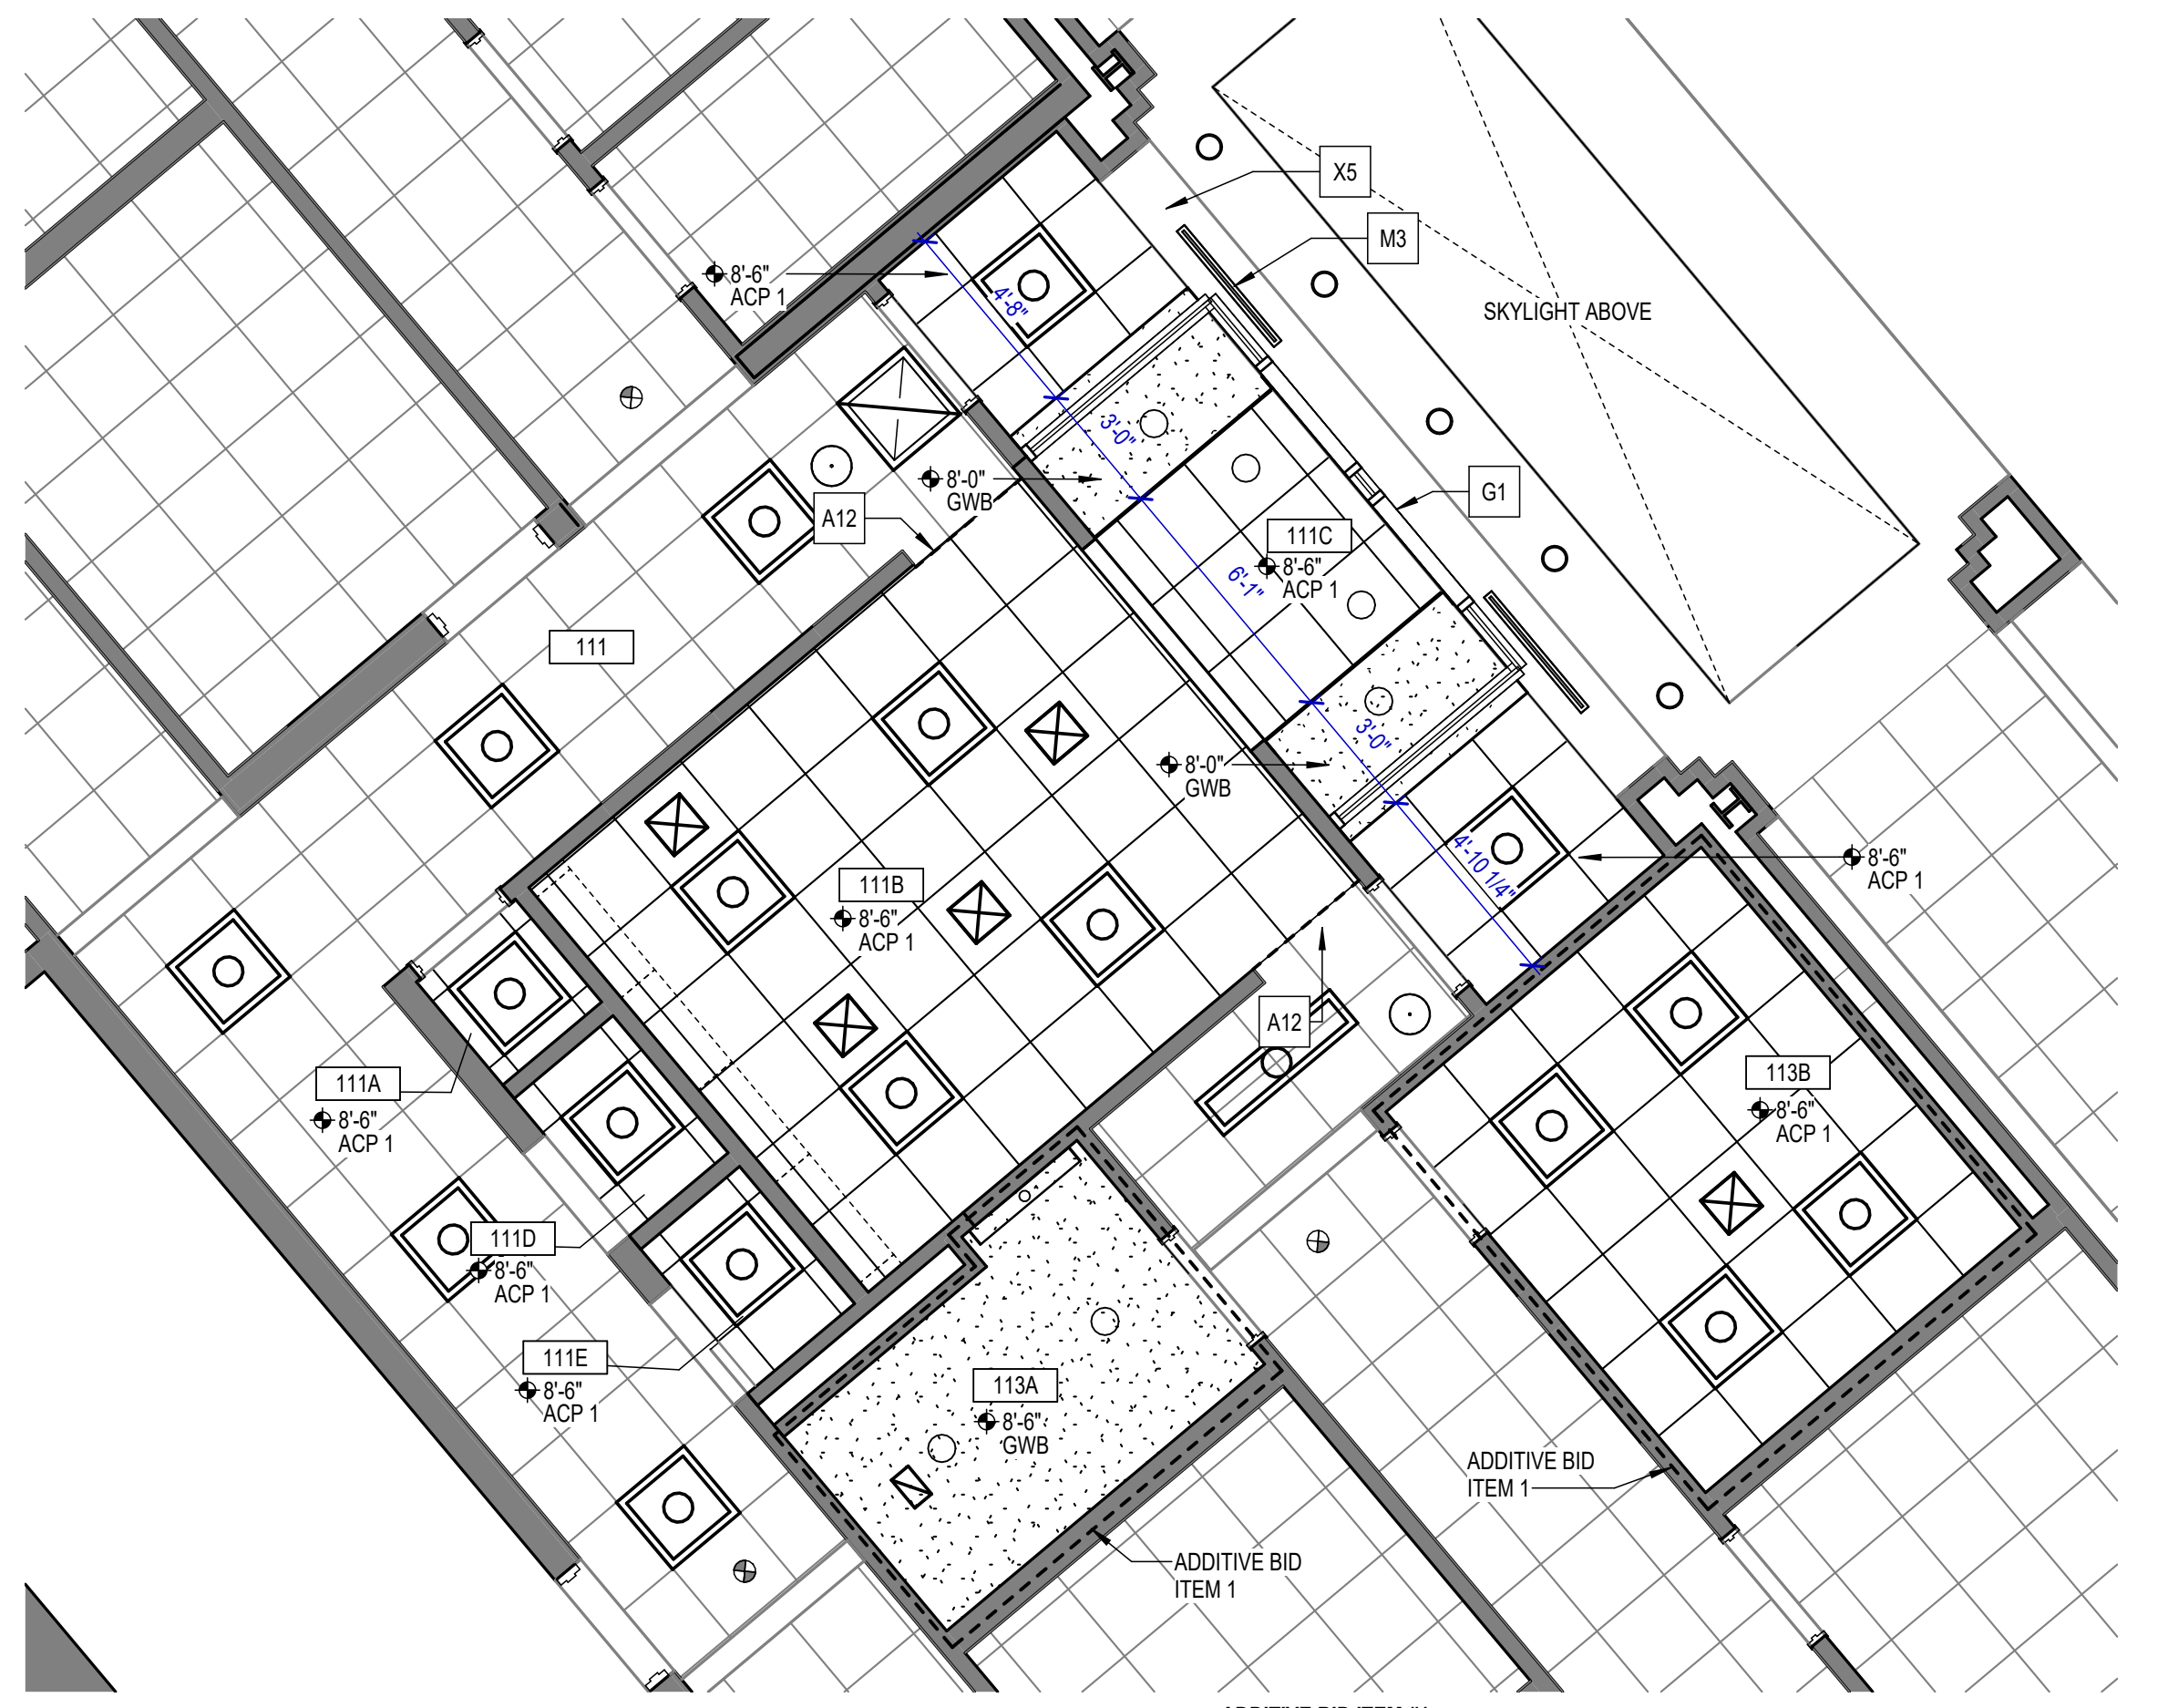 X5
M3
SKYLIGHT ABOVE
8'-6"
ACP 1
4'-8"
3'-0"
8'-0"
GWB
A12
G1
111C
8'-6"
ACP 1
6'-1"
111
3'-0"
8'-0"
GWB
4'-10 1/4"
8'-6"
ACP 1
111B
8'-6"
ACP 1
A12
111A
8'-6"
ACP 1
113B
8'-6"
ACP 1
111D
8'-6"
ACP 1
111E
8'-6"
ACP 1
113A
8'-6"
GWB
ADDITIVE BID
ITEM 1
ADDITIVE BID
ITEM 1